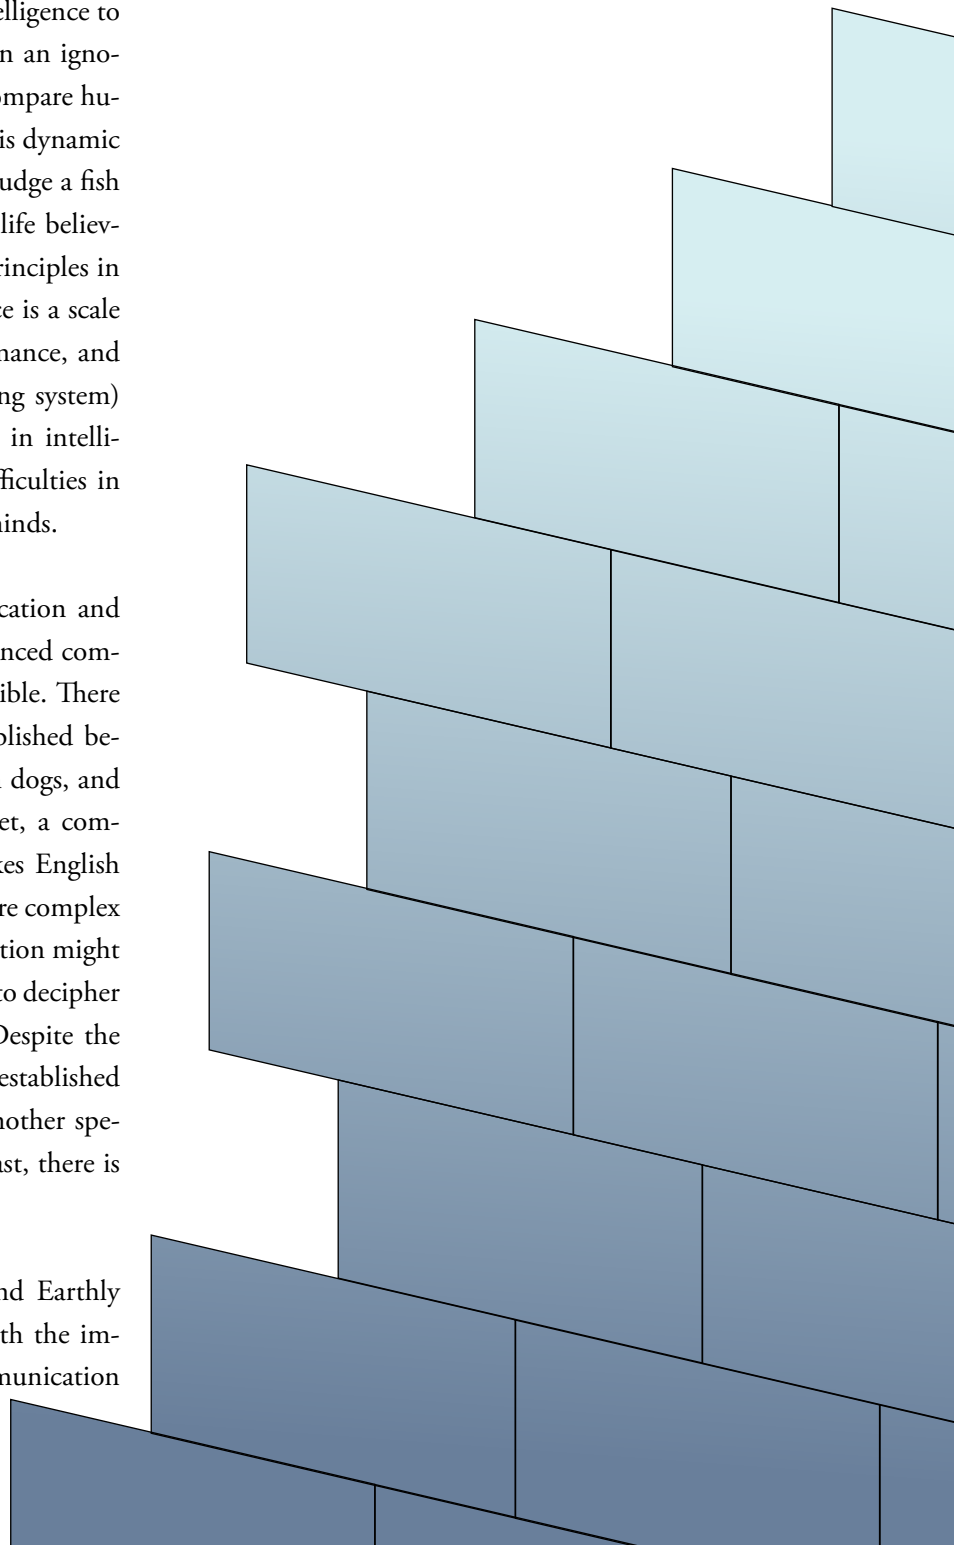 elligence to
n an igno-
ompare hu-
is dynamic
udge a fish
life believ-
rinciples in
ce is a scale
nance, and
ng system)
in intelli-
fficulties in
ninds.
cation and
nced com-
ible. There
blished be-
dogs, and
et, a com-
kes English
re complex
tion might
to decipher
Despite the
established
nother spe-
ast, there is
nd Earthly
th the im-
munication